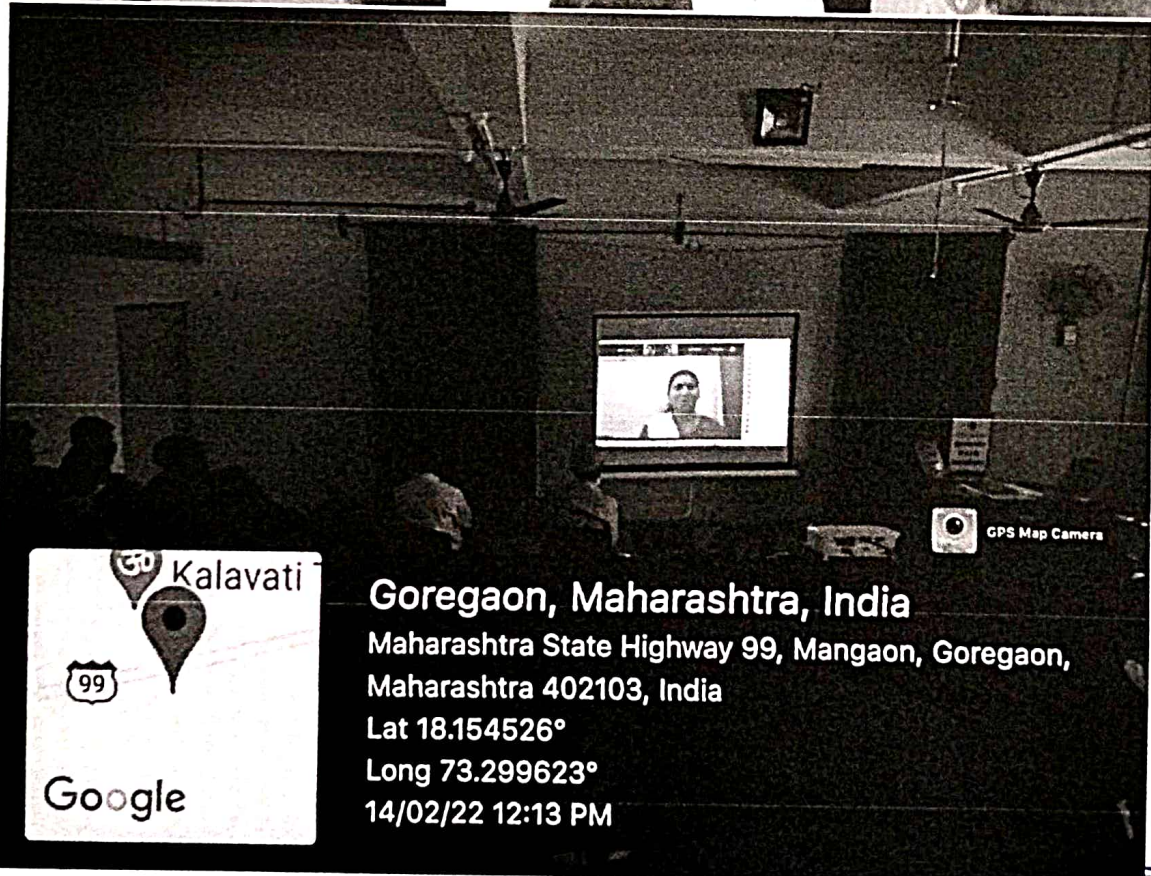 GPS Map Camera
ॐ
Kalavati
99
Google
Goregaon, Maharashtra, India
Maharashtra State Highway 99, Mangaon, Goregaon,
Maharashtra 402103, India
Lat 18.154526°
Long 73.299623°
14/02/22 12:13 PM